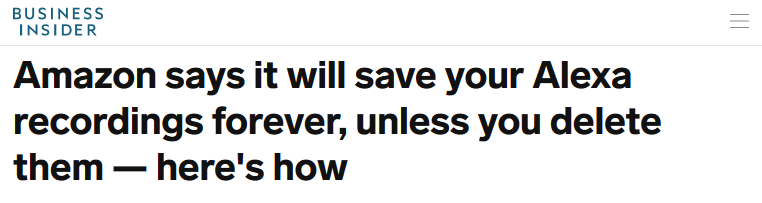 BUSINESS
INSIDER
Amazon says it will save your Alexa
recordings forever, unless you delete
them — here's how